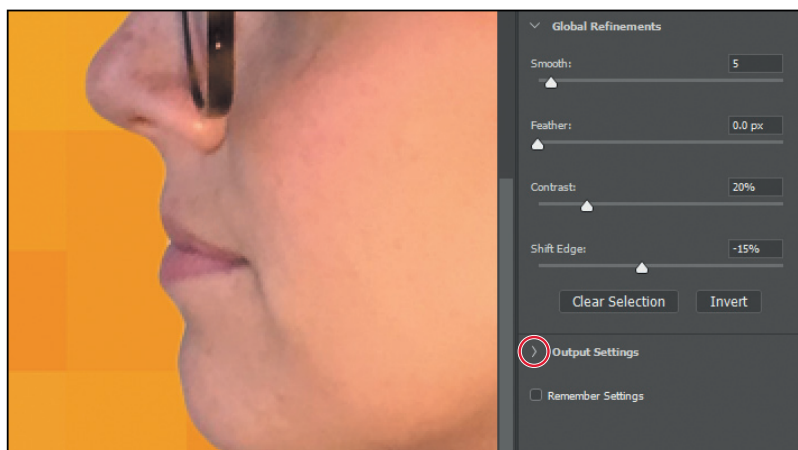 Global Refinements
Smooth: 5
Feather: 0.0 px
Contrast: 20%
Shift Edge: -15%
Clear Selection Invert
Output Settings
Remember Settings